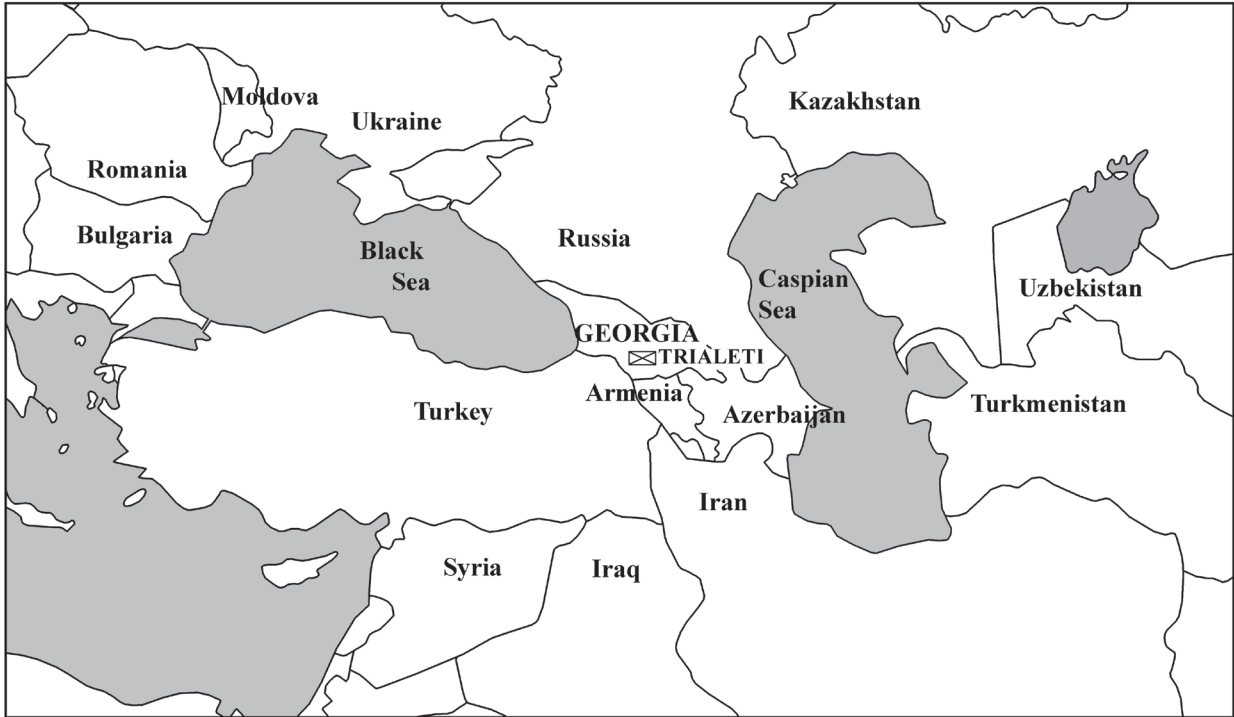 Moldova
Kazakhstan
Ukraine
Romania
Bulgaria
Russia
Black
Sea
Caspian
Sea
Uzbekistan
GEORGIA
TRIALETI
Armenia
Turkey
Azerbaijan
Turkmenistan
Iran
Syria
Iraq